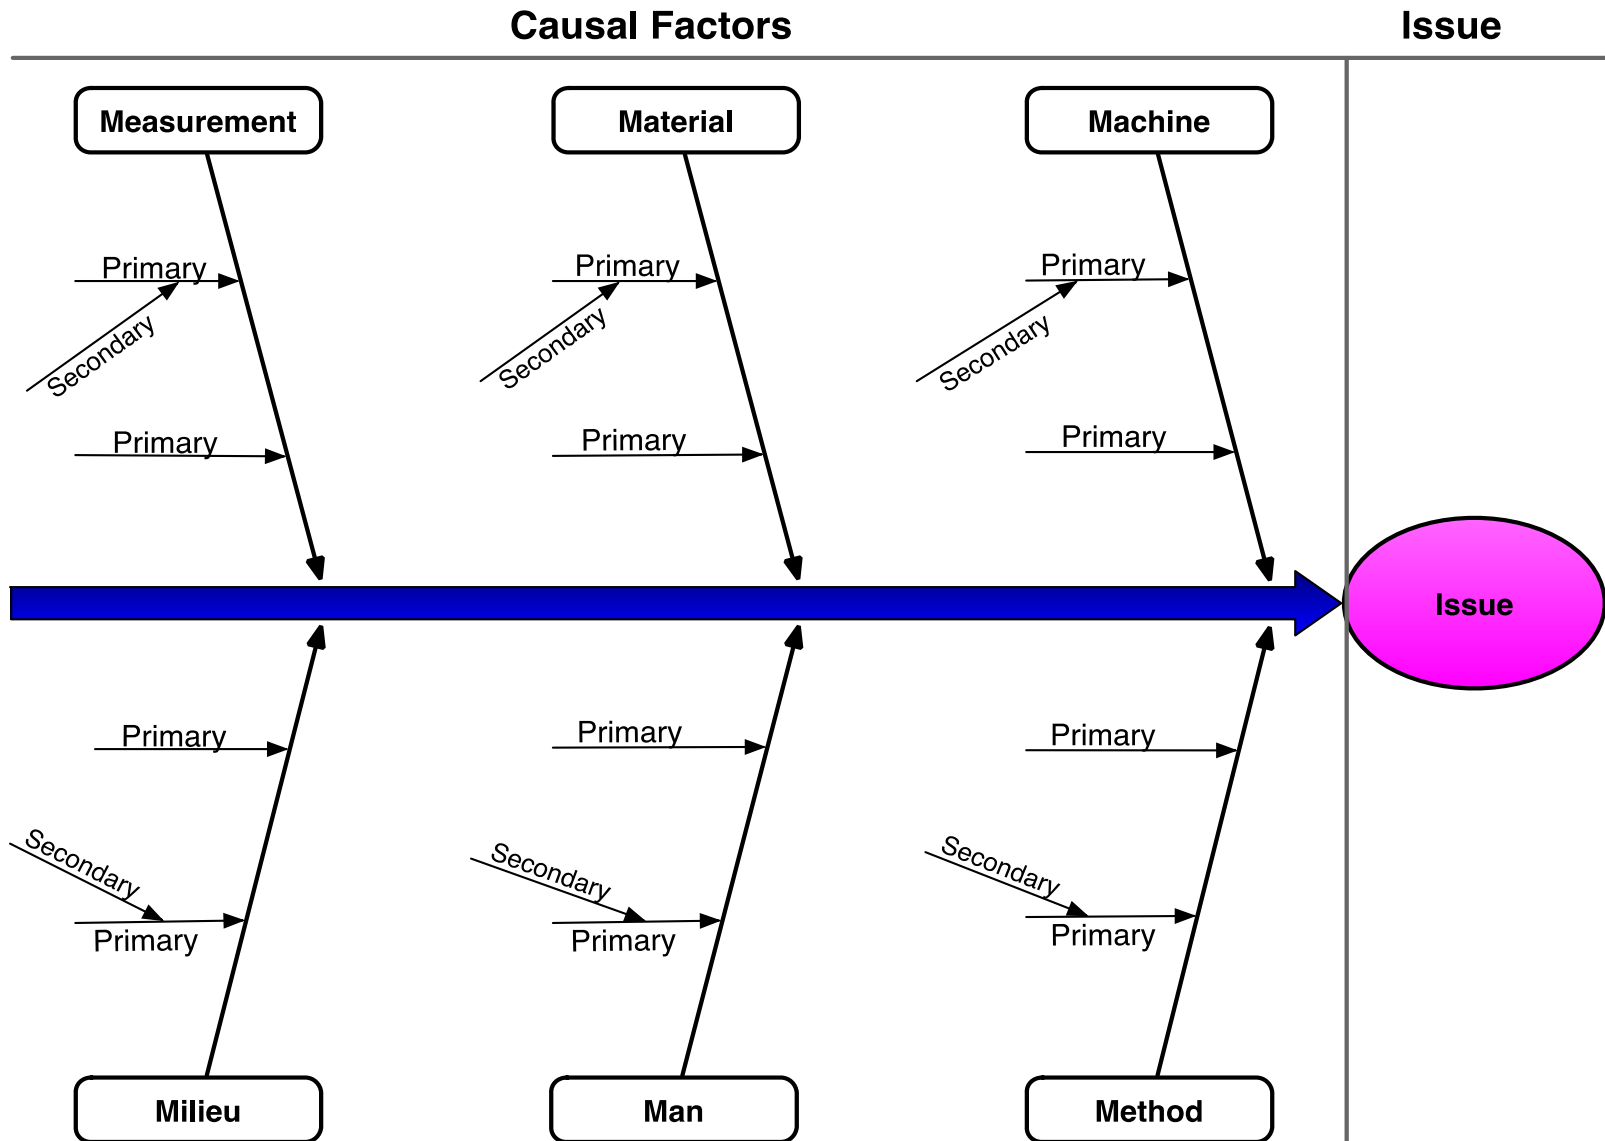 Causal Factors
Issue
Measurement
Material
Machine
Primary
Primary
Primary
Secondary
Secondary
Secondary
Primary
Primary
Primary
Issue
Primary
Primary
Primary
Secondary
Secondary
Secondary
Primary
Primary
Primary
Milieu
Man
Method